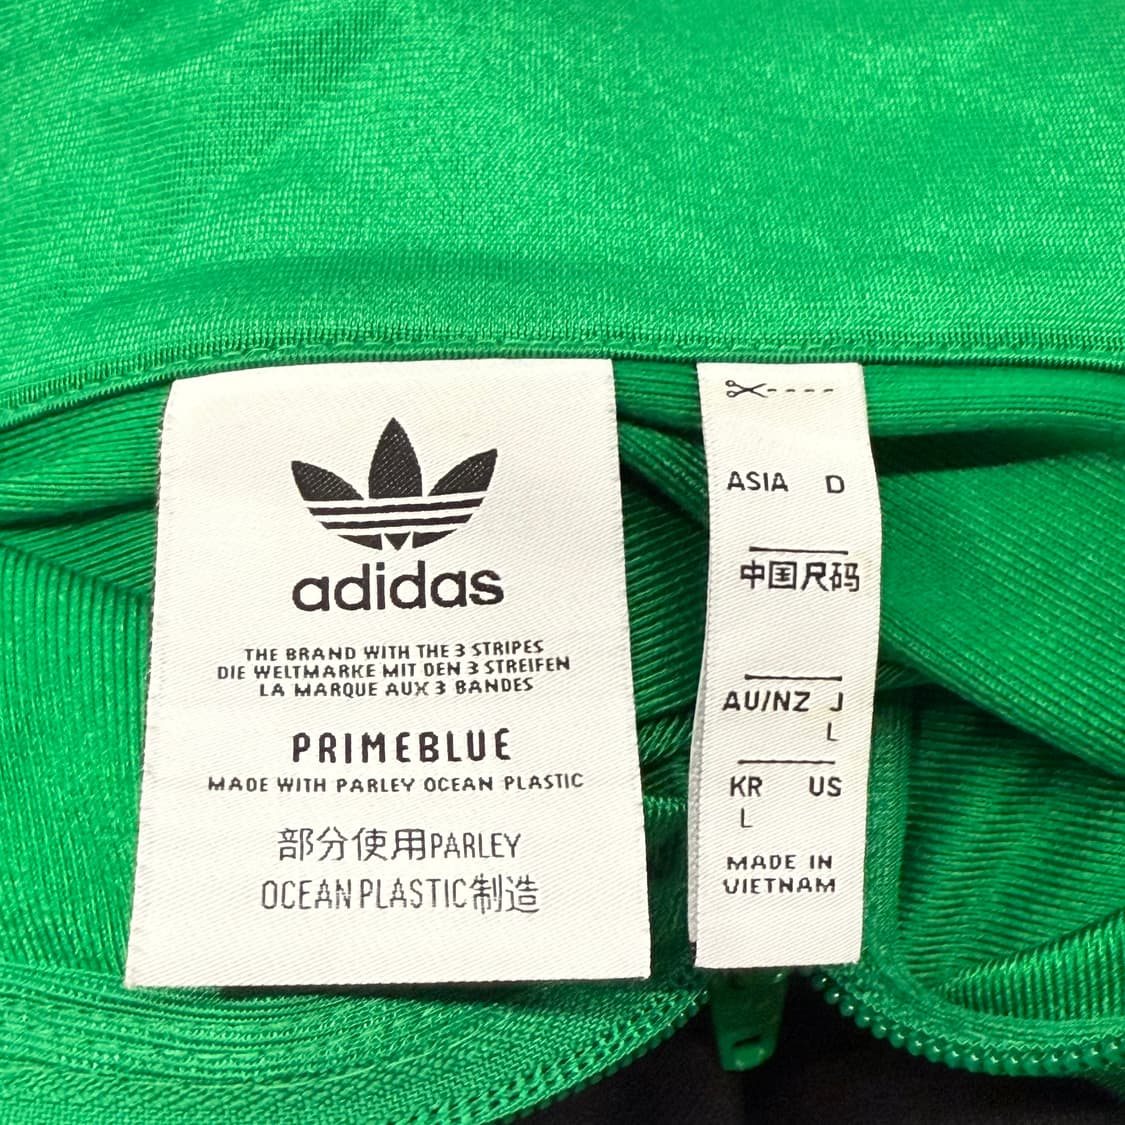 adidas
THE BRAND WITH THE 3 STRIPES
DIE WELTMARKE MIT DEN 3 STREIFEN
LA MARQUE AUX 3 BANDES
PRIMEBLUE
MADE WITH PARLEY OCEAN PLASTIC
部分使用PARLEY
OCEAN PLASTIC制造
ASIA D
中国尺码
AU/NZ J
L
KR US
L
MADE IN
VIETNAM